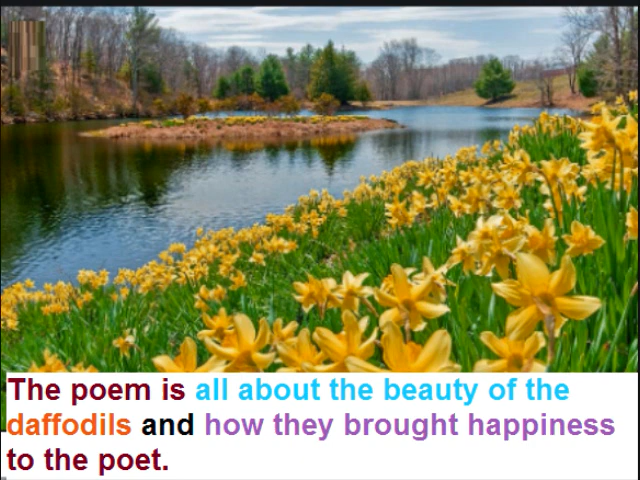 The poem is all about the beauty of the
daffodils and how they brought happiness
to the poet.